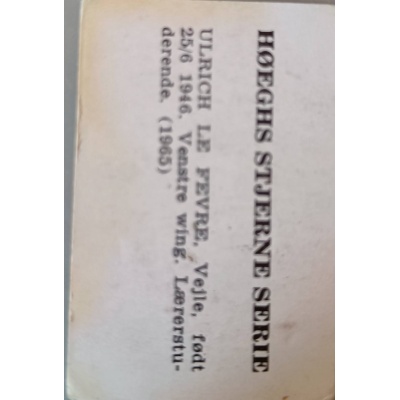 HØEGHS STJERNE SERIE
ULRICH LE FEVRE, Vejle, født
25/6 1946. Venstre wing. Lærerstu-
derende. (1965)